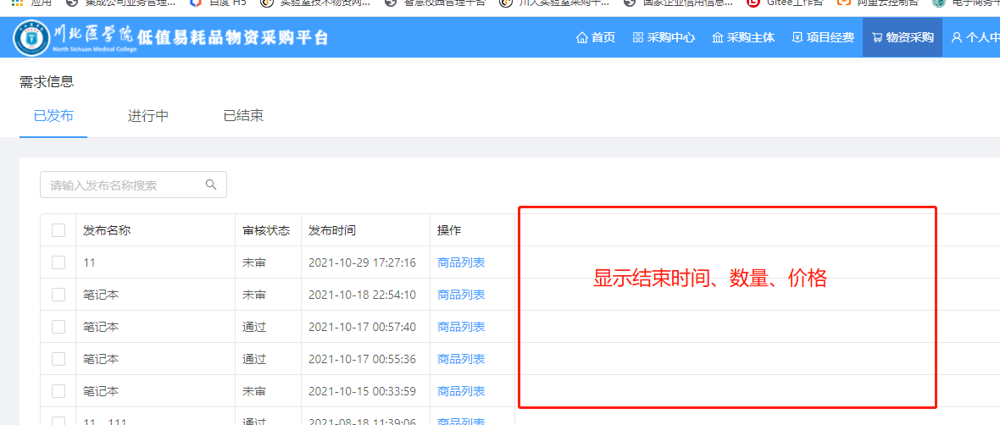 应用 集成公司业务管理... 百度 H5 实验室技术物资网... 智慧校园管理平台 川大实验室采购平... 国家企业信用信息... Gitee工作台 阿里云控制台
川北医学院 低值易耗品物资采购平台
North Sichuan Medical College
首页 采购中心 采购主体 项目经费 物资采购 个人中
需求信息
已发布 进行中 已结束
请输入发布名称搜索
发布名称 审核状态 发布时间 操作
11 未审 2021-10-29 17:27:16 商品列表
显示结束时间、数量、价格
笔记本 未审 2021-10-18 22:54:10 商品列表
笔记本 通过 2021-10-17 00:57:40 商品列表
笔记本 通过 2021-10-17 00:55:36 商品列表
笔记本 未审 2021-10-15 00:33:59 商品列表
11、111 通过 2021-08-18 11:39:06 商品列表